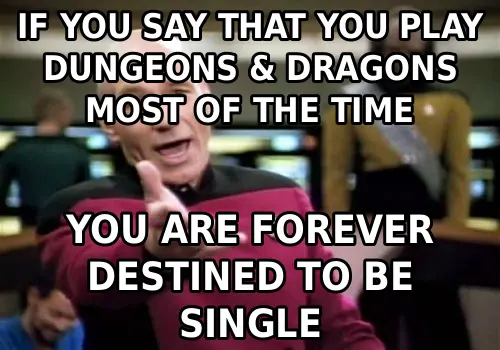 IF YOU SAY THAT YOU PLAY
DUNGEONS & DRAGONS
MOST OF THE TIME
YOU ARE FOREVER
DESTINED TO BE
SINGLE